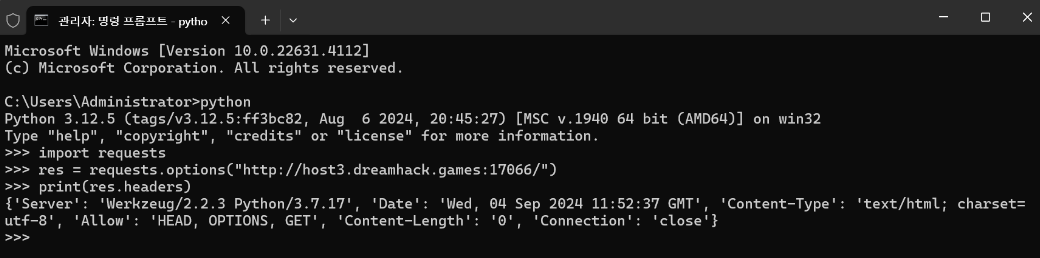 관리자: 명령 프롬프트 - pytho
Microsoft Windows [Version 10.0.22631.4112]
(c) Microsoft Corporation. All rights reserved.
C:\Users\Administrator>python
Python 3.12.5 (tags/v3.12.5:ff3bc82, Aug  6 2024, 20:45:27) [MSC v.1940 64 bit (AMD64)] on win32
Type "help", "copyright", "credits" or "license" for more information.
>>> import requests
>>> res = requests.options("http://host3.dreamhack.games:17066/")
>>> print(res.headers)
{'Server': 'Werkzeug/2.2.3 Python/3.7.17', 'Date': 'Wed, 04 Sep 2024 11:52:37 GMT', 'Content-Type': 'text/html; charset=
utf-8', 'Allow': 'HEAD, OPTIONS, GET', 'Content-Length': '0', 'Connection': 'close'}
>>>